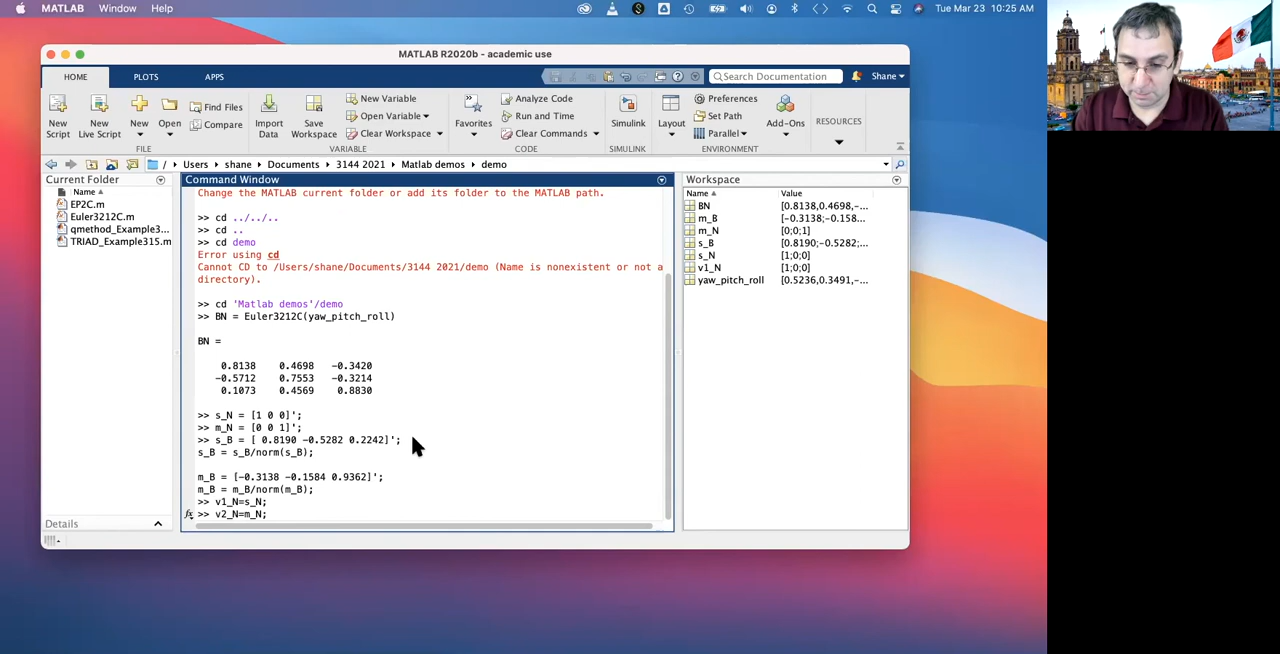 MATLAB Window Help
Tue Mar 23 10:25 AM
MATLAB R2020b - academic use
HOME PLOTS APPS
Search Documentation
Shane
New Script
New Live Script
New
Open
Find Files
Compare
FILE
Import Data
Save Workspace
New Variable
Open Variable
Clear Workspace
VARIABLE
Favorites
Analyze Code
Run and Time
Clear Commands
CODE
Simulink
SIMULINK
Layout
Preferences
Set Path
Parallel
ENVIRONMENT
Add-Ons
RESOURCES
/ Users shane Documents 3144 2021 Matlab demos demo
Current Folder
Name
EP2C.m
Euler3212C.m
qmethod_Example3...
TRIAD_Example315.m
Details
Command Window
Change the MATLAB current folder or add its folder to the MATLAB path.
>> cd ../../..
>> cd ..
>> cd demo
Error using cd
Cannot CD to /Users/shane/Documents/3144 2021/demo (Name is nonexistent or not a
directory).
>> cd 'Matlab demos'/demo
>> BN = Euler3212C(yaw_pitch_roll)
BN =
0.8138 0.4698 -0.3420
-0.5712 0.7553 -0.3214
0.1073 0.4569 0.8830
>> s_N = [1 0 0]';
>> m_N = [0 0 1]';
>> s_B = [ 0.8190 -0.5282 0.2242]';
s_B = s_B/norm(s_B);
m_B = [-0.3138 -0.1584 0.9362]';
m_B = m_B/norm(m_B);
>> v1_N=s_N;
fx >> v2_N=m_N;
Workspace
Name Value
BN [0.8138,0.4698,-...
m_B [-0.3138;-0.158...
m_N [0;0;1]
s_B [0.8190;-0.5282;...
s_N [1;0;0]
v1_N [1;0;0]
yaw_pitch_roll [0.5236,0.3491,-...